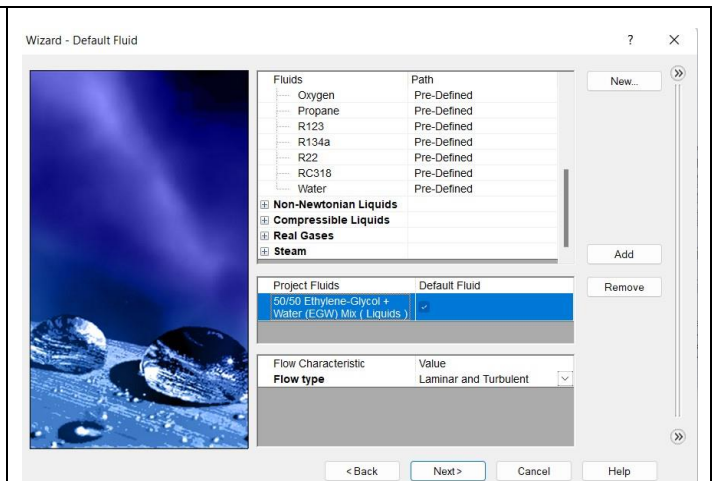 Wizard - Default Fluid ? ×
Fluids Path
Oxygen Pre-Defined
Propane Pre-Defined
R123 Pre-Defined
R134a Pre-Defined
R22 Pre-Defined
RC318 Pre-Defined
Water Pre-Defined
Non-Newtonian Liquids
Compressible Liquids
Real Gases
Steam
New...
Add
Project Fluids Default Fluid
50/50 Ethylene-Glycol +
Water (EGW) Mix ( Liquids )
Remove
Flow Characteristic Value
Flow type Laminar and Turbulent
< Back Next > Cancel Help